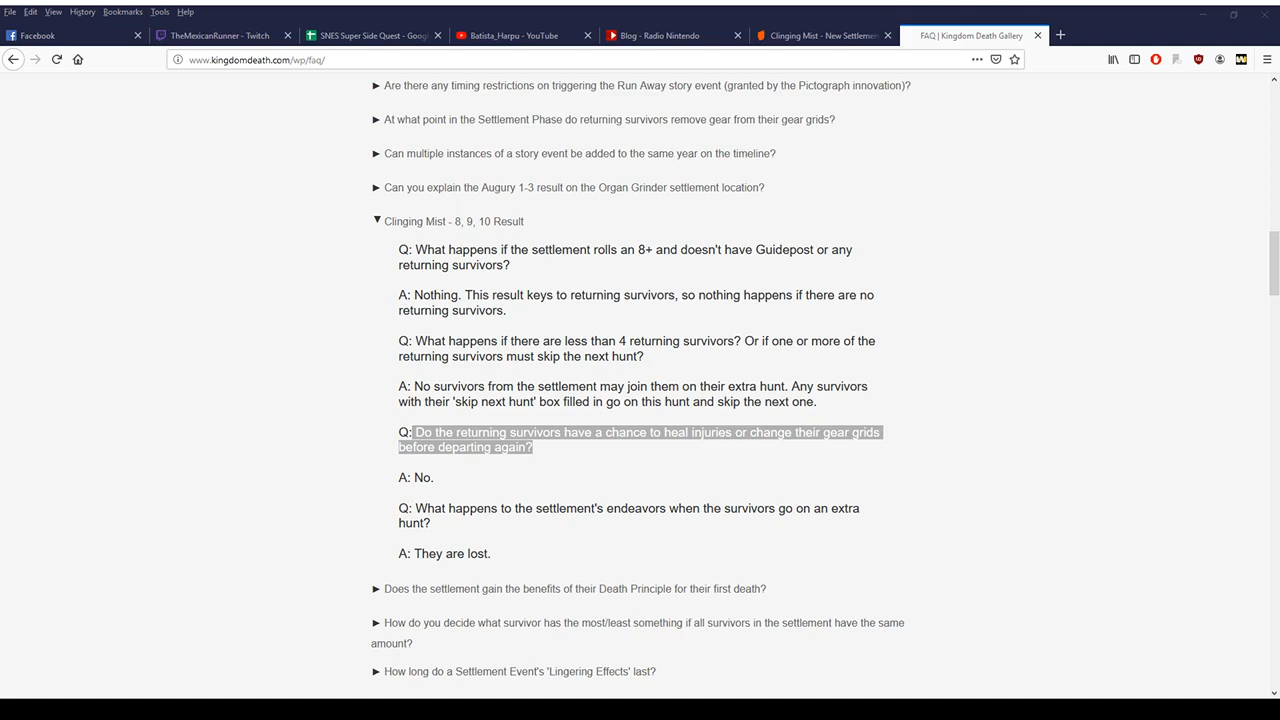 File Edit View History Bookmarks Tools Help
Facebook × TheMexicanRunner - Twitch × SNES Super Side Quest - Googl × Batista_Harpu - YouTube × Blog - Radio Nintendo × Clinging Mist - New Settlemen × FAQ | Kingdom Death Gallery × +
www.kingdomdeath.com/wp/faq/
► Are there any timing restrictions on triggering the Run Away story event (granted by the Pictograph innovation)?
► At what point in the Settlement Phase do returning survivors remove gear from their gear grids?
► Can multiple instances of a story event be added to the same year on the timeline?
► Can you explain the Augury 1-3 result on the Organ Grinder settlement location?
▼ Clinging Mist - 8, 9, 10 Result
Q: What happens if the settlement rolls an 8+ and doesn't have Guidepost or any
returning survivors?
A: Nothing. This result keys to returning survivors, so nothing happens if there are no
returning survivors.
Q: What happens if there are less than 4 returning survivors? Or if one or more of the
returning survivors must skip the next hunt?
A: No survivors from the settlement may join them on their extra hunt. Any survivors
with their 'skip next hunt' box filled in go on this hunt and skip the next one.
Q: Do the returning survivors have a chance to heal injuries or change their gear grids
before departing again?
A: No.
Q: What happens to the settlement's endeavors when the survivors go on an extra
hunt?
A: They are lost.
► Does the settlement gain the benefits of their Death Principle for their first death?
► How do you decide what survivor has the most/least something if all survivors in the settlement have the same
amount?
► How long do a Settlement Event's 'Lingering Effects' last?